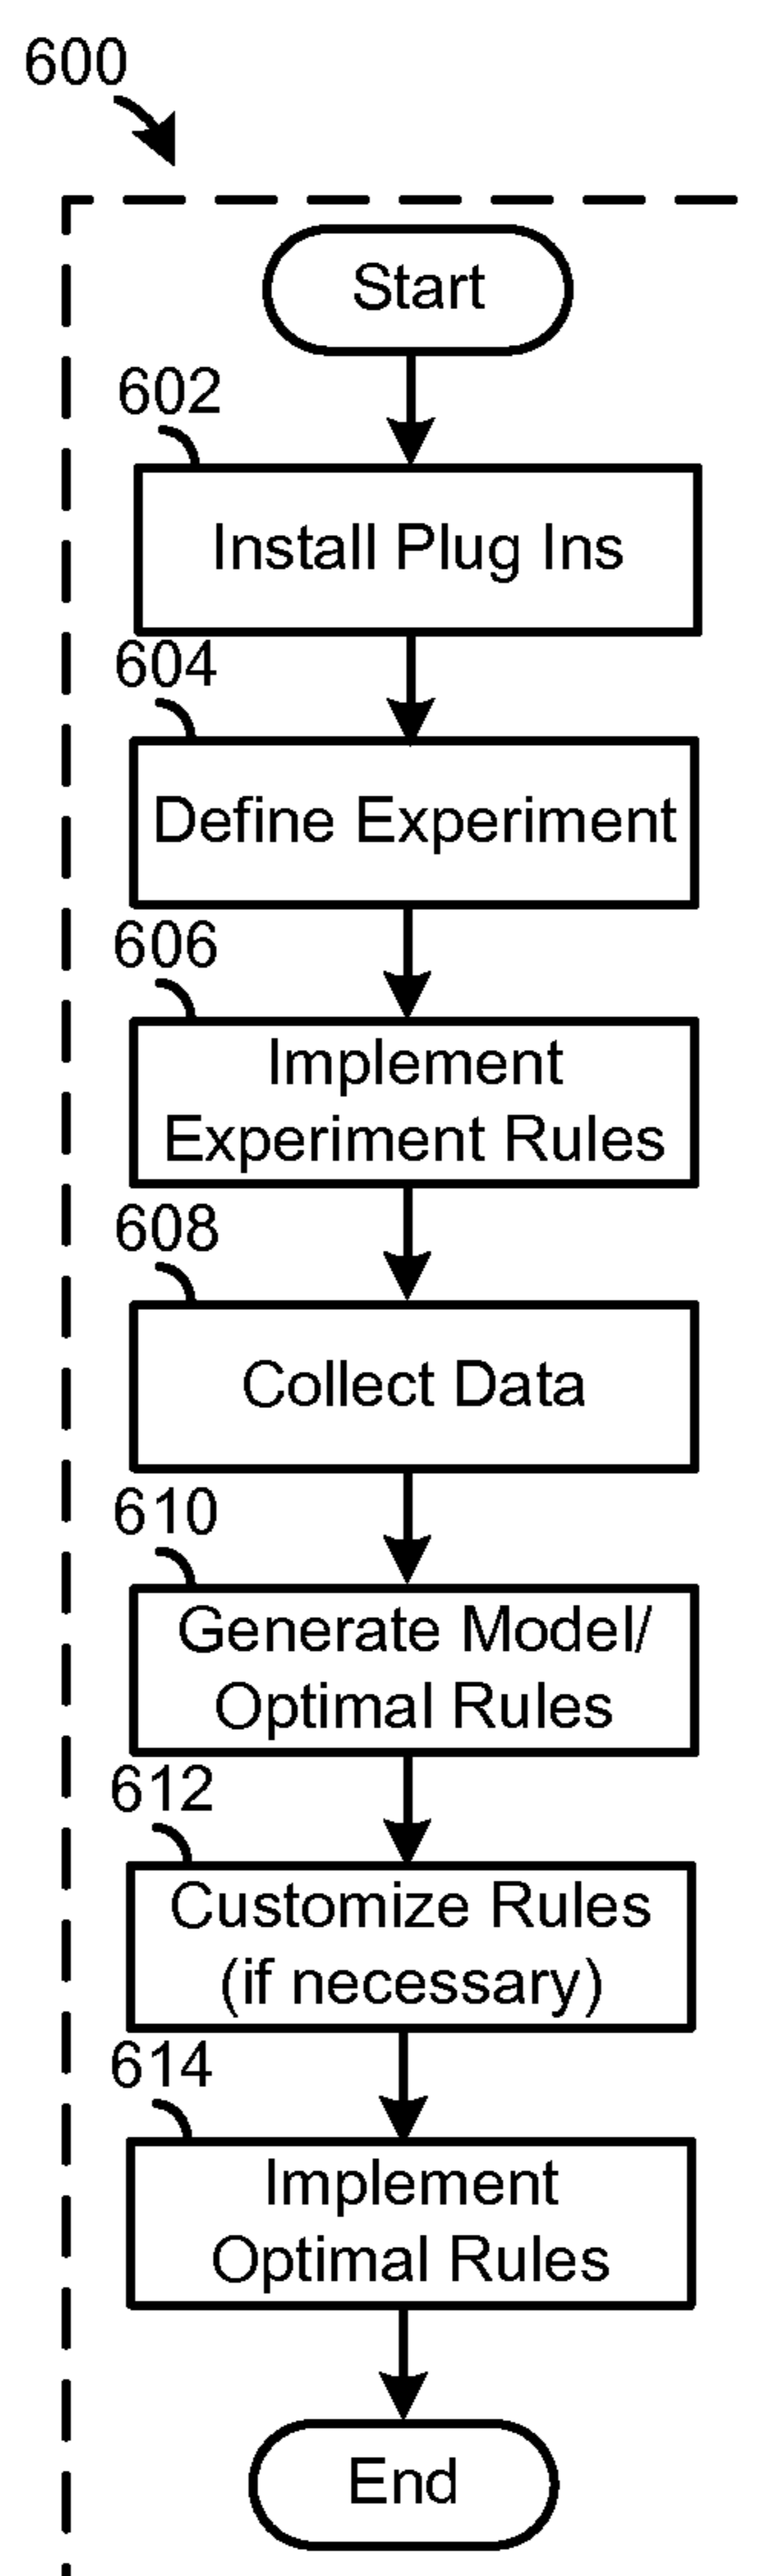 600
Start
602
Install Plug Ins
604
Define Experiment
606
Implement
Experiment Rules
608
Collect Data
610
Generate Model/
Optimal Rules
612
Customize Rules
(if necessary)
614
Implement
Optimal Rules
End